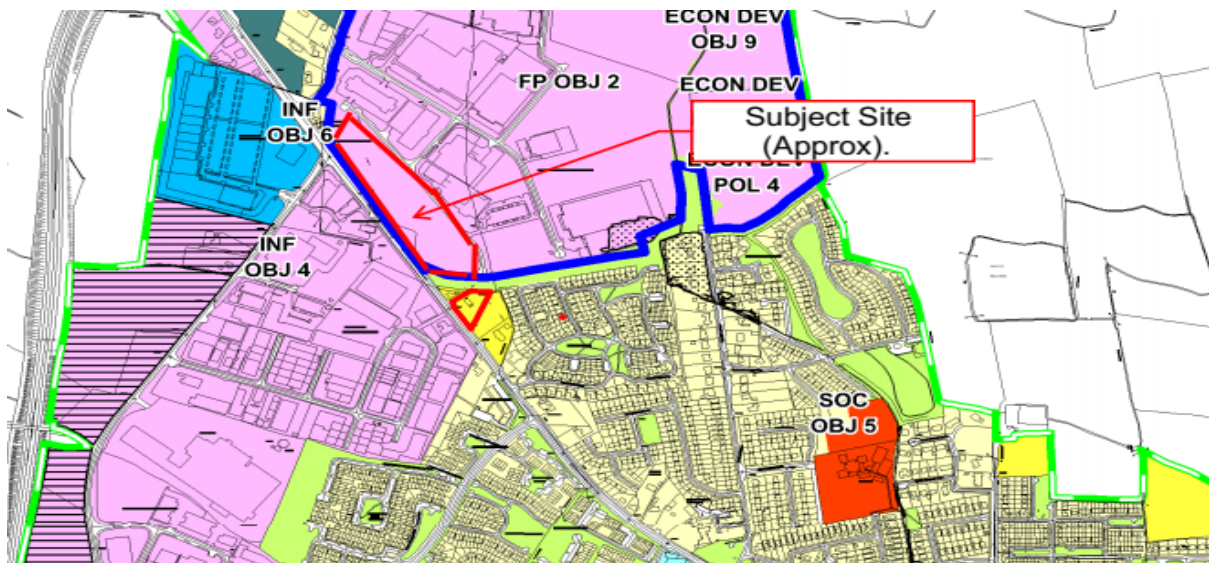 ECON DEV
OBJ 9
FP OBJ 2
ECON DEV
INF
OBJ 6
Subject Site
(Approx).
ECON DEV
POL 4
INF
OBJ 4
SOC
OBJ 5